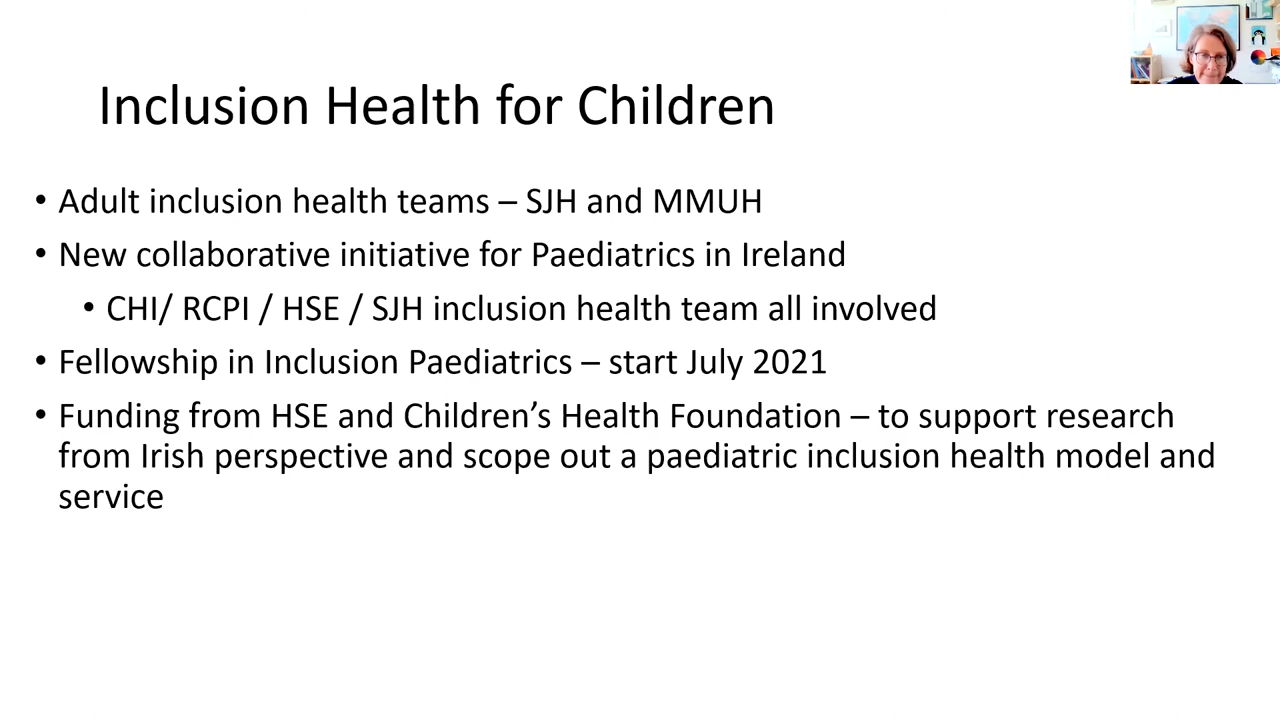 Inclusion Health for Children
• Adult inclusion health teams – SJH and MMUH
• New collaborative initiative for Paediatrics in Ireland
• CHI/ RCPI / HSE / SJH inclusion health team all involved
• Fellowship in Inclusion Paediatrics – start July 2021
• Funding from HSE and Children’s Health Foundation – to support research
from Irish perspective and scope out a paediatric inclusion health model and
service